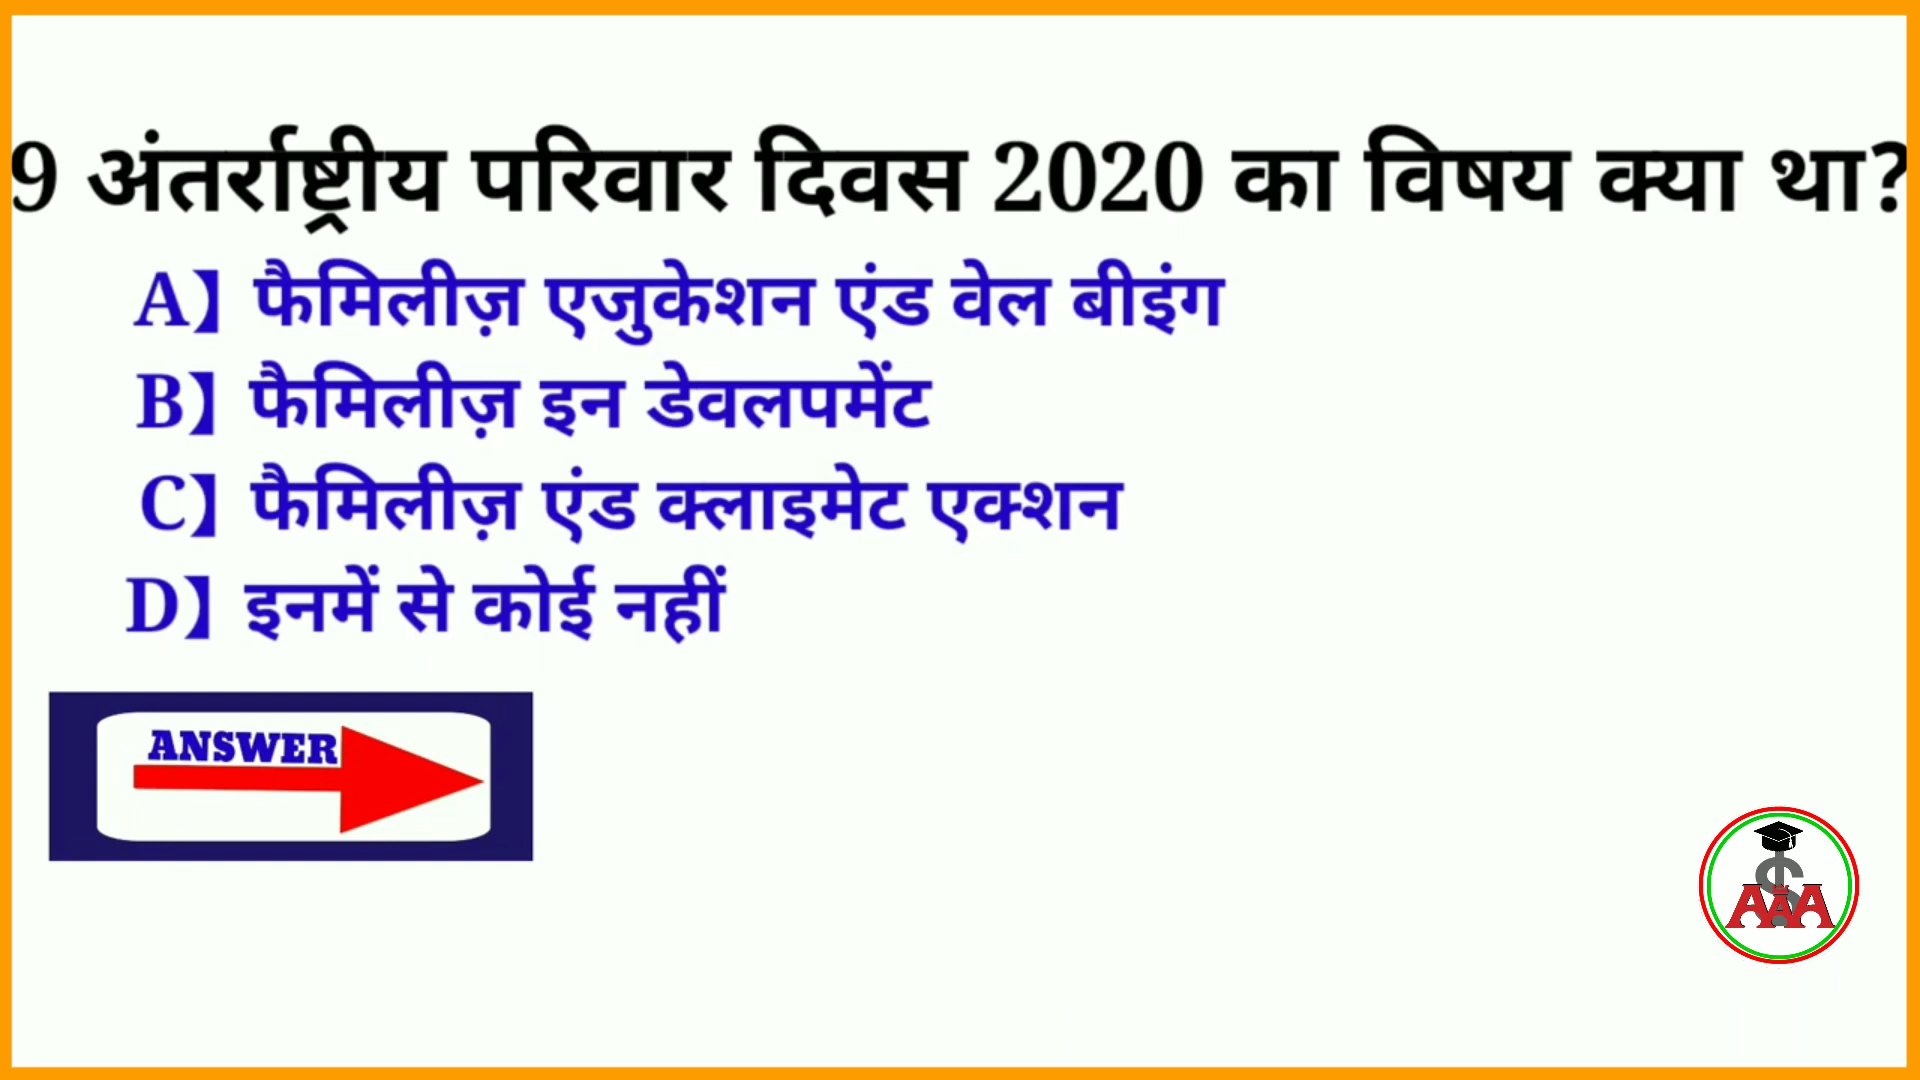 9 अंतर्राष्ट्रीय परिवार दिवस 2020 का विषय क्या था?
A】 फैमिलीज़ एजुकेशन एंड वेल बीइंग
B】 फैमिलीज़ इन डेवलपमेंट
C】 फैमिलीज़ एंड क्लाइमेट एक्शन
D】 इनमें से कोई नहीं
ANSWER
AAA